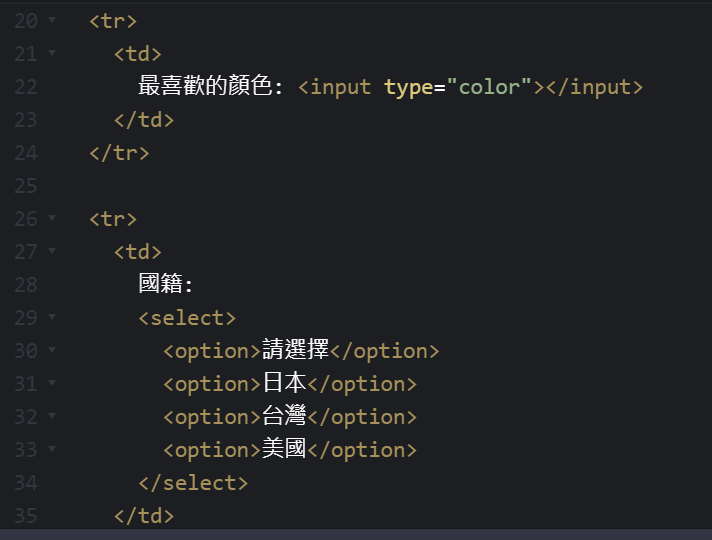 20 <tr>
21 <td>
22 最喜歡的顏色: <input type="color"></input>
23 </td>
24 </tr>
25
26 <tr>
27 <td>
28 國籍:
29 <select>
30 <option>請選擇</option>
31 <option>日本</option>
32 <option>台灣</option>
33 <option>美國</option>
34 </select>
35 </td>